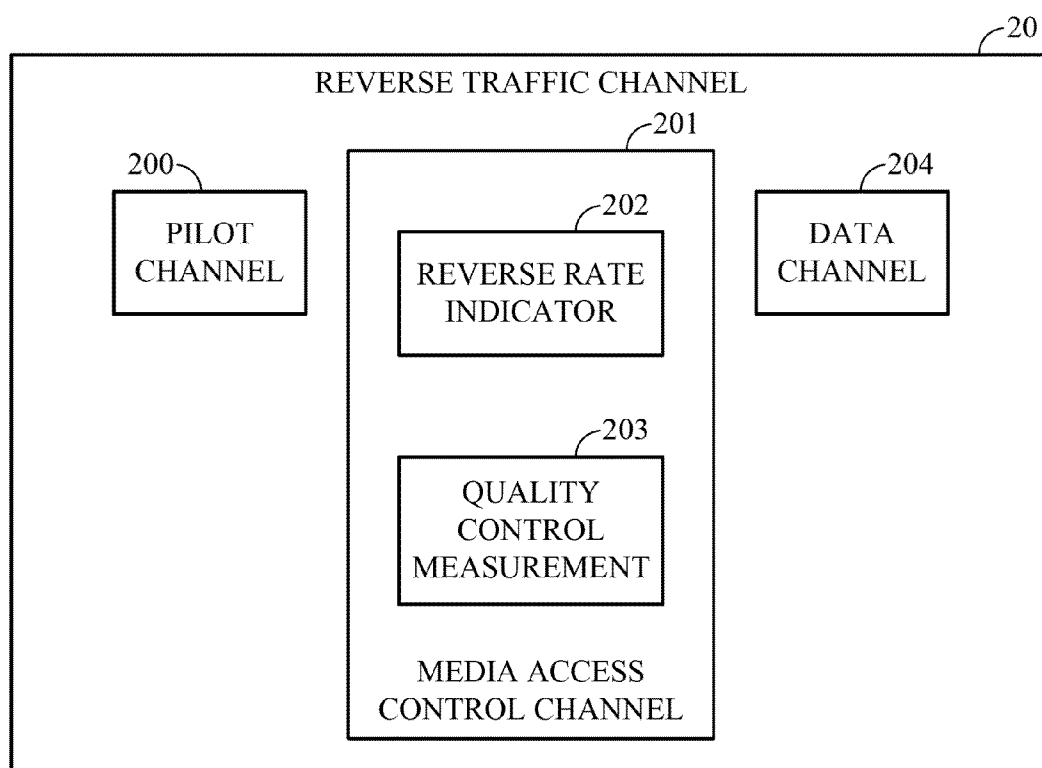 20
REVERSE TRAFFIC CHANNEL
201
200
PILOT
CHANNEL
202
REVERSE RATE
INDICATOR
204
DATA
CHANNEL
203
QUALITY
CONTROL
MEASUREMENT
MEDIA ACCESS
CONTROL CHANNEL